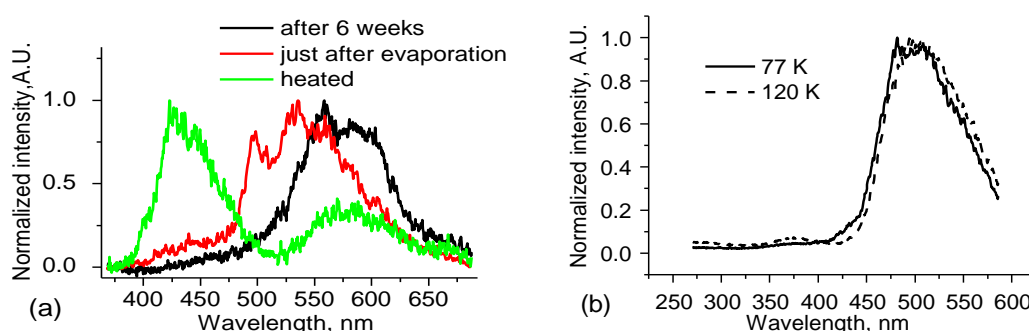 after 6 weeks
just after evaporation
heated
Normalized intensity,A.U.
1.0
0.5
0.0
400 450 500 550 600 650
(a)
Wavelength, nm
77 K
120 K
Normalized intensity, A.U.
1.0
0.8
0.6
0.4
0.2
0.0
250 300 350 400 450 500 550 600
(b)
Wavelength, nm